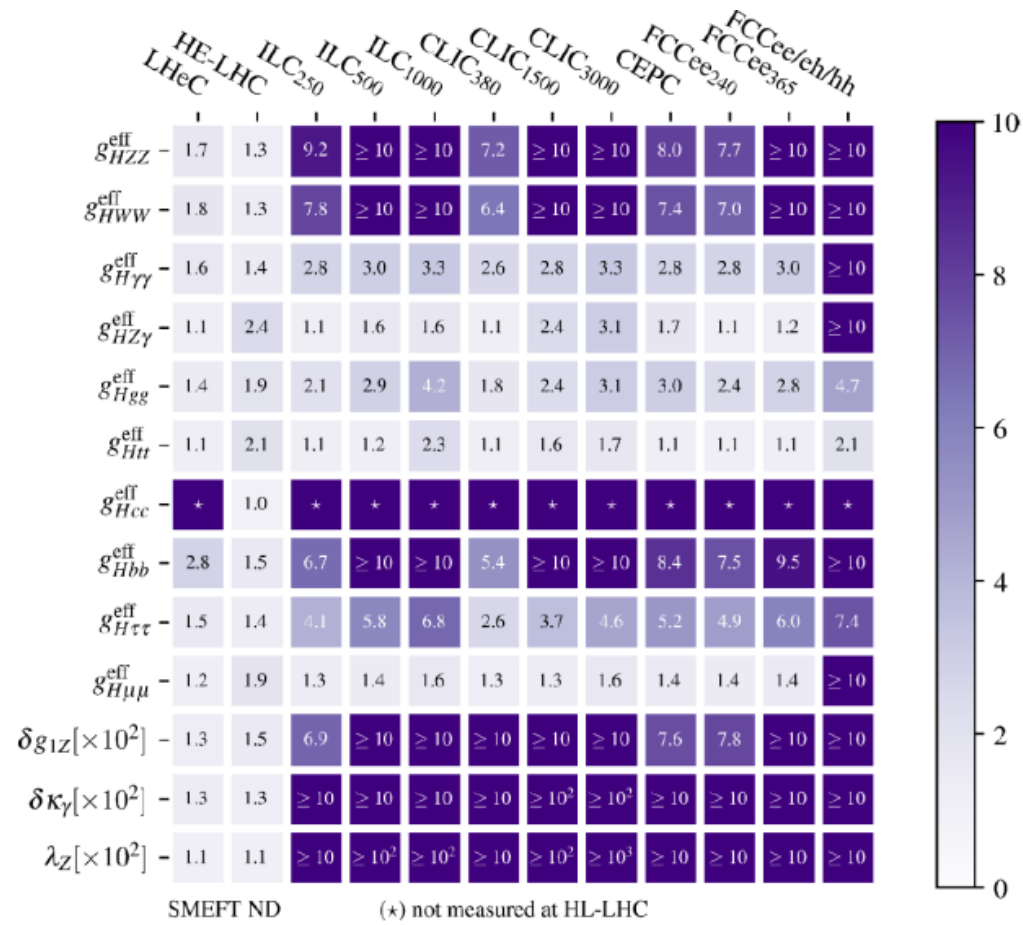 LHeC HE-LHC ILC₂₅₀ ILC₅₀₀ ILC₁₀₀₀ CLIC₃₈₀ CLIC₁₅₀₀ CLIC₃₀₀₀ CEPC FCCee₂₄₀ FCCee₃₆₅ FCCee/eh/hh
g^eff_HZZ 1.7 1.3 9.2 ≥ 10 ≥ 10 7.2 ≥ 10 ≥ 10 8.0 7.7 ≥ 10 ≥ 10
g^eff_HWW 1.8 1.3 7.8 ≥ 10 ≥ 10 6.4 ≥ 10 ≥ 10 7.4 7.0 ≥ 10 ≥ 10
g^eff_Hγγ 1.6 1.4 2.8 3.0 3.3 2.6 2.8 3.3 2.8 2.8 3.0 ≥ 10
g^eff_HZγ 1.1 2.4 1.1 1.6 1.6 1.1 2.4 3.1 1.7 1.1 1.2 ≥ 10
g^eff_Hgg 1.4 1.9 2.1 2.9 4.2 1.8 2.4 3.1 3.0 2.4 2.8 4.7
g^eff_Htt 1.1 2.1 1.1 1.2 2.3 1.1 1.6 1.7 1.1 1.1 1.1 2.1
g^eff_Hcc ⋆ 1.0 ⋆ ⋆ ⋆ ⋆ ⋆ ⋆ ⋆ ⋆ ⋆ ⋆
g^eff_Hbb 2.8 1.5 6.7 ≥ 10 ≥ 10 5.4 ≥ 10 ≥ 10 8.4 7.5 9.5 ≥ 10
g^eff_Hττ 1.5 1.4 4.1 5.8 6.8 2.6 3.7 4.6 5.2 4.9 6.0 7.4
g^eff_Hμμ 1.2 1.9 1.3 1.4 1.6 1.3 1.3 1.6 1.4 1.4 1.4 ≥ 10
δg₁Z[×10²] 1.3 1.5 6.9 ≥ 10 ≥ 10 ≥ 10 ≥ 10 ≥ 10 7.6 7.8 ≥ 10 ≥ 10
δκᵧ[×10²] 1.3 1.3 ≥ 10 ≥ 10 ≥ 10 ≥ 10 ≥ 10² ≥ 10² ≥ 10 ≥ 10 ≥ 10 ≥ 10
λ_Z[×10²] 1.1 1.1 ≥ 10 ≥ 10² ≥ 10² ≥ 10 ≥ 10² ≥ 10³ ≥ 10 ≥ 10 ≥ 10 ≥ 10
SMEFT ND (⋆) not measured at HL-LHC
10
8
6
4
2
0